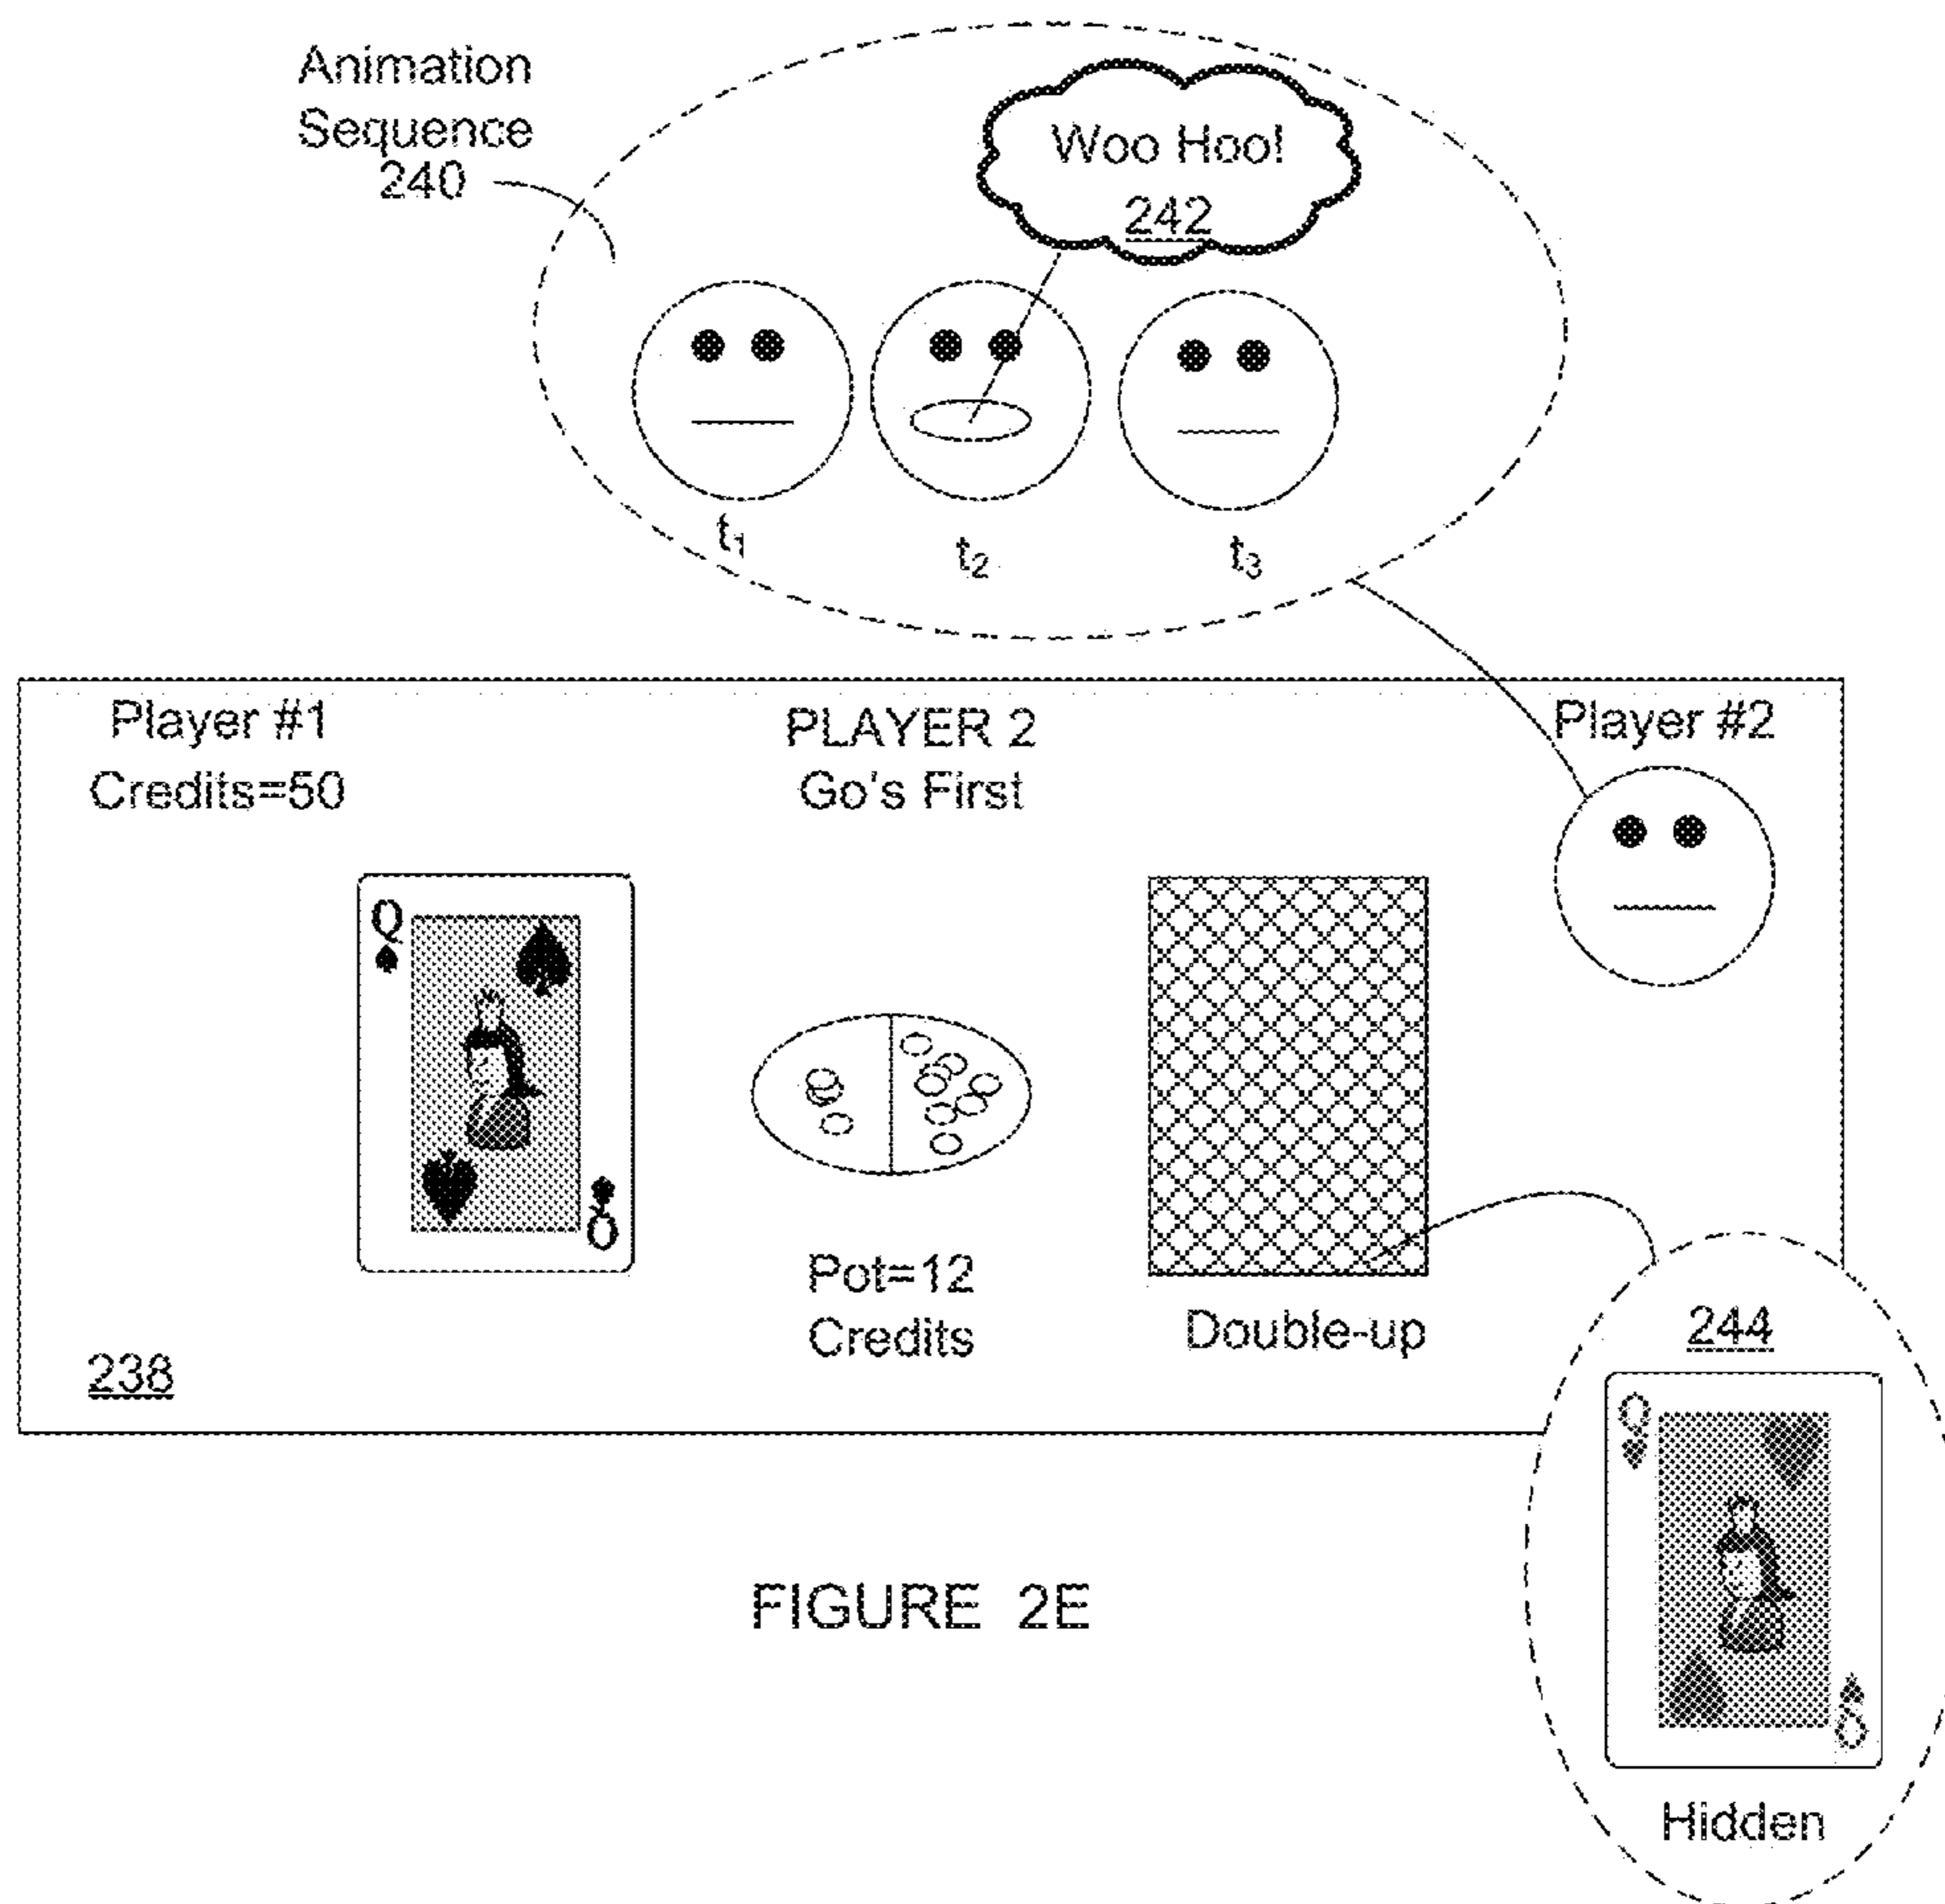 Animation
Sequence
240
Woo Hoo!
242
t₁
t₂
t₃
Player #1
Credits=50
PLAYER 2
Go's First
Player #2
Q
Q
Pot=12
Credits
Double-up
238
244
Q
Q
Hidden
FIGURE 2E